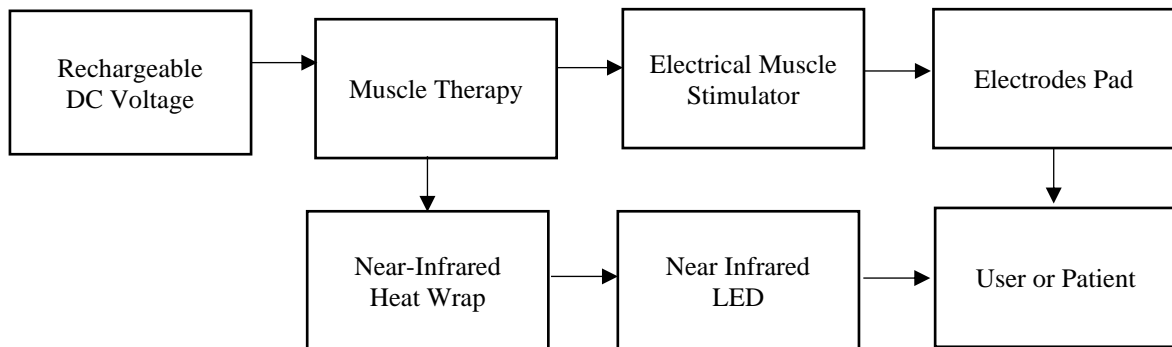 Rechargeable
DC Voltage
Muscle Therapy
Electrical Muscle
Stimulator
Electrodes Pad
Near-Infrared
Heat Wrap
Near Infrared
LED
User or Patient